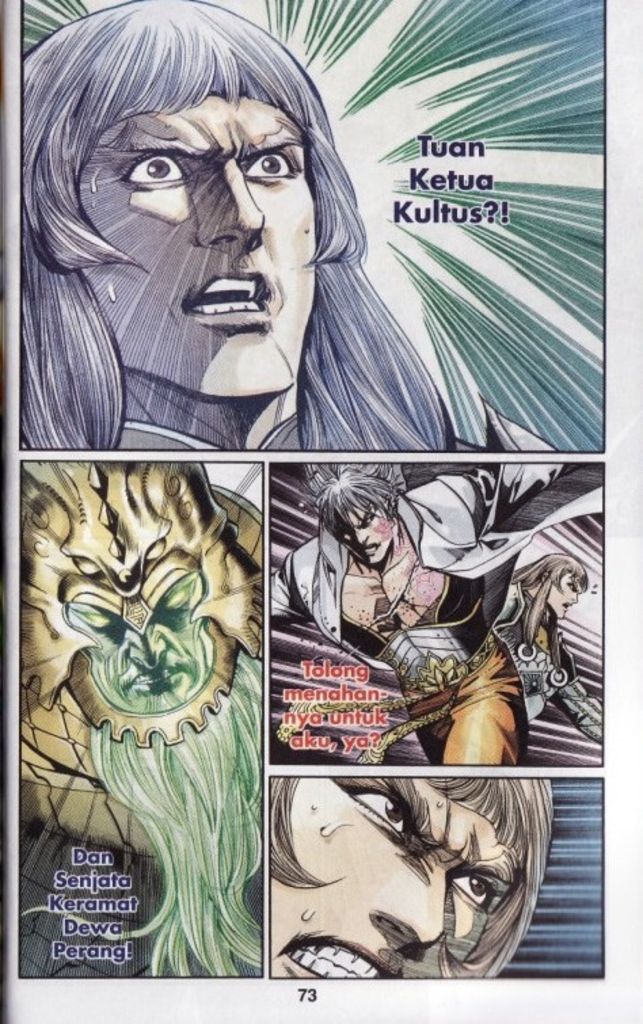 Tuan
Ketua
Kultus?!
Dan
Senjata
Keramat
Dewa
Perang!
Tolong
menahan-
nya untuk
aku, ya?
73